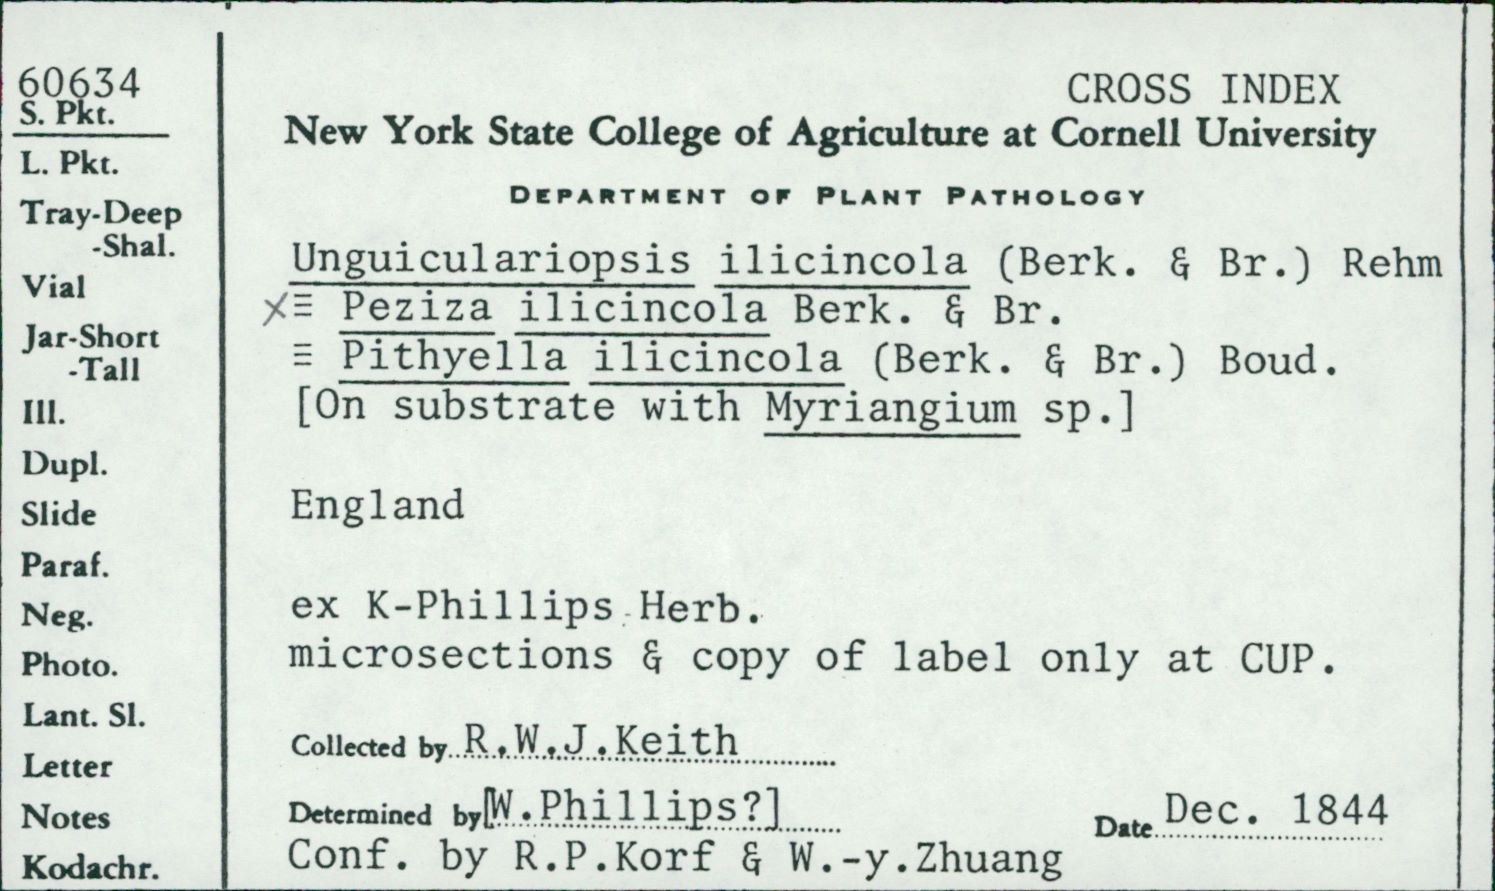 60634
S. Pkt.
L. Pkt.
Tray-Deep
-Shal.
Vial
Jar-Short
-Tall
Ill.
Dupl.
Slide
Paraf.
Neg.
Photo.
Lant. Sl.
Letter
Notes
Kodachr.
CROSS INDEX
New York State College of Agriculture at Cornell University
DEPARTMENT OF PLANT PATHOLOGY
Unguiculariopsis ilicincola (Berk. & Br.) Rehm
×≡ Peziza ilicincola Berk. & Br.
≡ Pithyella ilicincola (Berk. & Br.) Boud.
[On substrate with Myriangium sp.]
England
ex K-Phillips Herb.
microsections & copy of label only at CUP.
Collected by R.W.J.Keith
Determined by [W.Phillips?] Date Dec. 1844
Conf. by R.P.Korf & W.-y.Zhuang